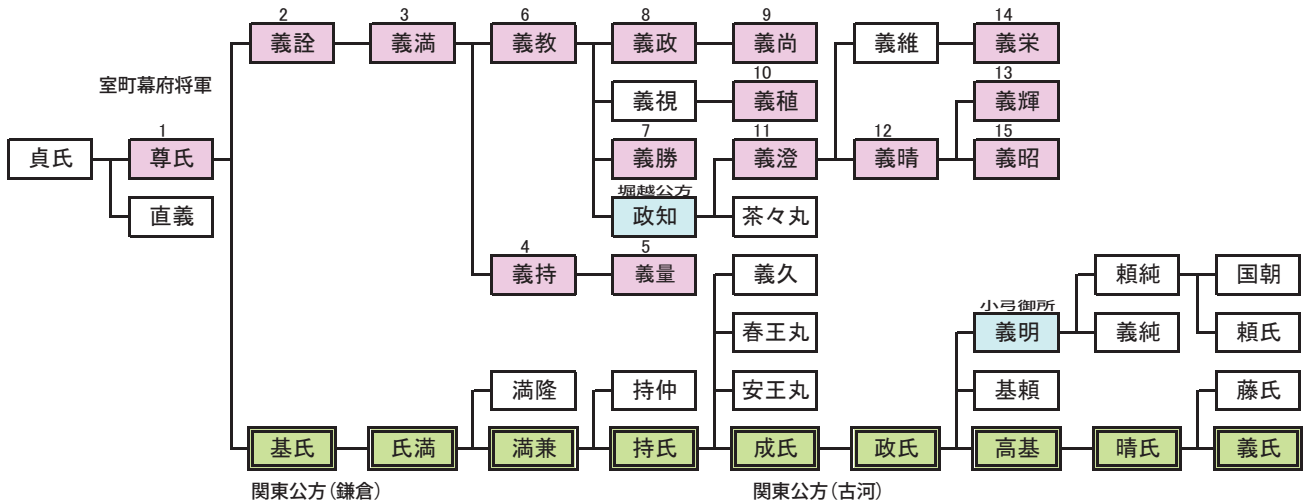 2 3 6 8 9 14
義詮 義満 義教 義政 義尚 義維 義栄
室町幕府将軍 10 13
義視 義稙 義輝
1 7 11 12 15
貞氏 尊氏 義勝 義澄 義晴 義昭
堀越公方
直義 政知 茶々丸
4 5
義持 義量 義久 頼純 国朝
小弓御所
春王丸 義明 義純 頼氏
満隆 持仲 安王丸 基頼 藤氏
基氏 氏満 満兼 持氏 成氏 政氏 高基 晴氏 義氏
関東公方(鎌倉) 関東公方(古河)